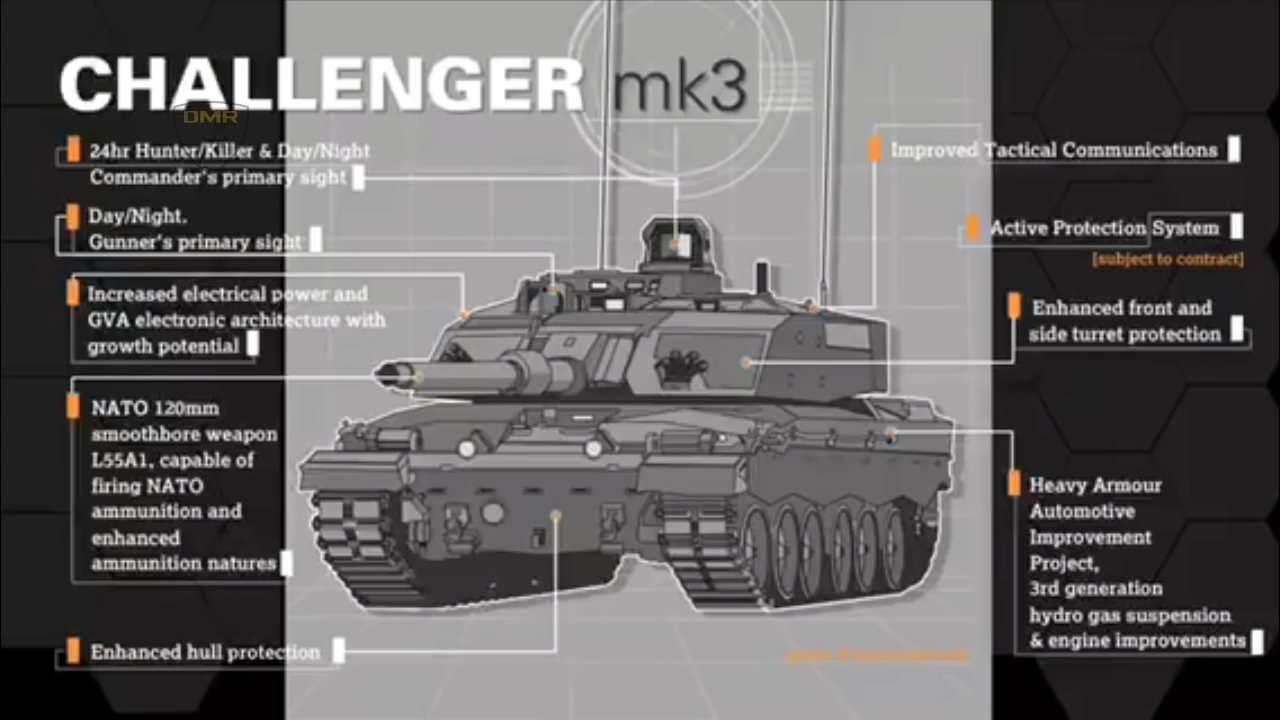 CHALLENGER mk3
DMR
24hr Hunter/Killer & Day/Night
Commander's primary sight
Day/Night.
Gunner's primary sight
Increased electrical power and
GVA electronic architecture with
growth potential
NATO 120mm
smoothbore weapon
L55A1, capable of
firing NATO
ammunition and
enhanced
ammunition natures
Enhanced hull protection
Improved Tactical Communications
Active Protection System
[subject to contract]
Enhanced front and
side turret protection
Heavy Armour
Automotive
Improvement
Project,
3rd generation
hydro gas suspension
& engine improvements